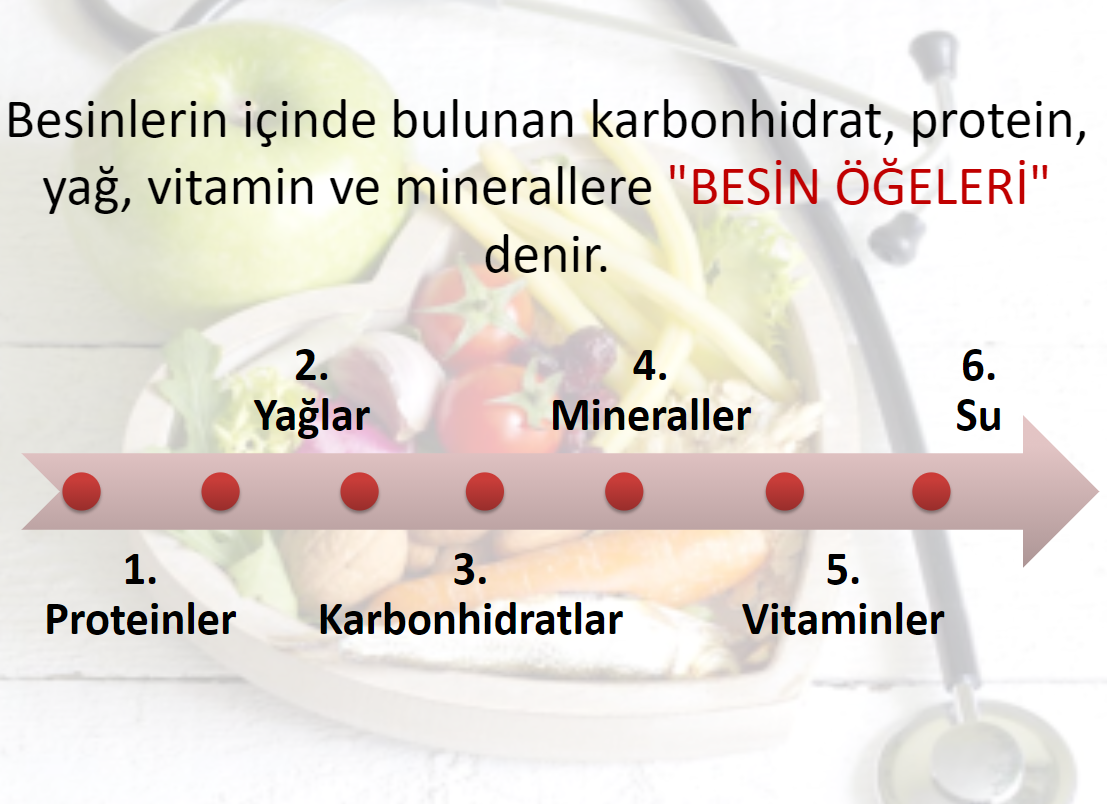 Besinlerin içinde bulunan karbonhidrat, protein,
yağ, vitamin ve minerallere "BESİN ÖĞELERİ"
denir.
2.
Yağlar
4.
Mineraller
6.
Su
1.
Proteinler
3.
Karbonhidratlar
5.
Vitaminler